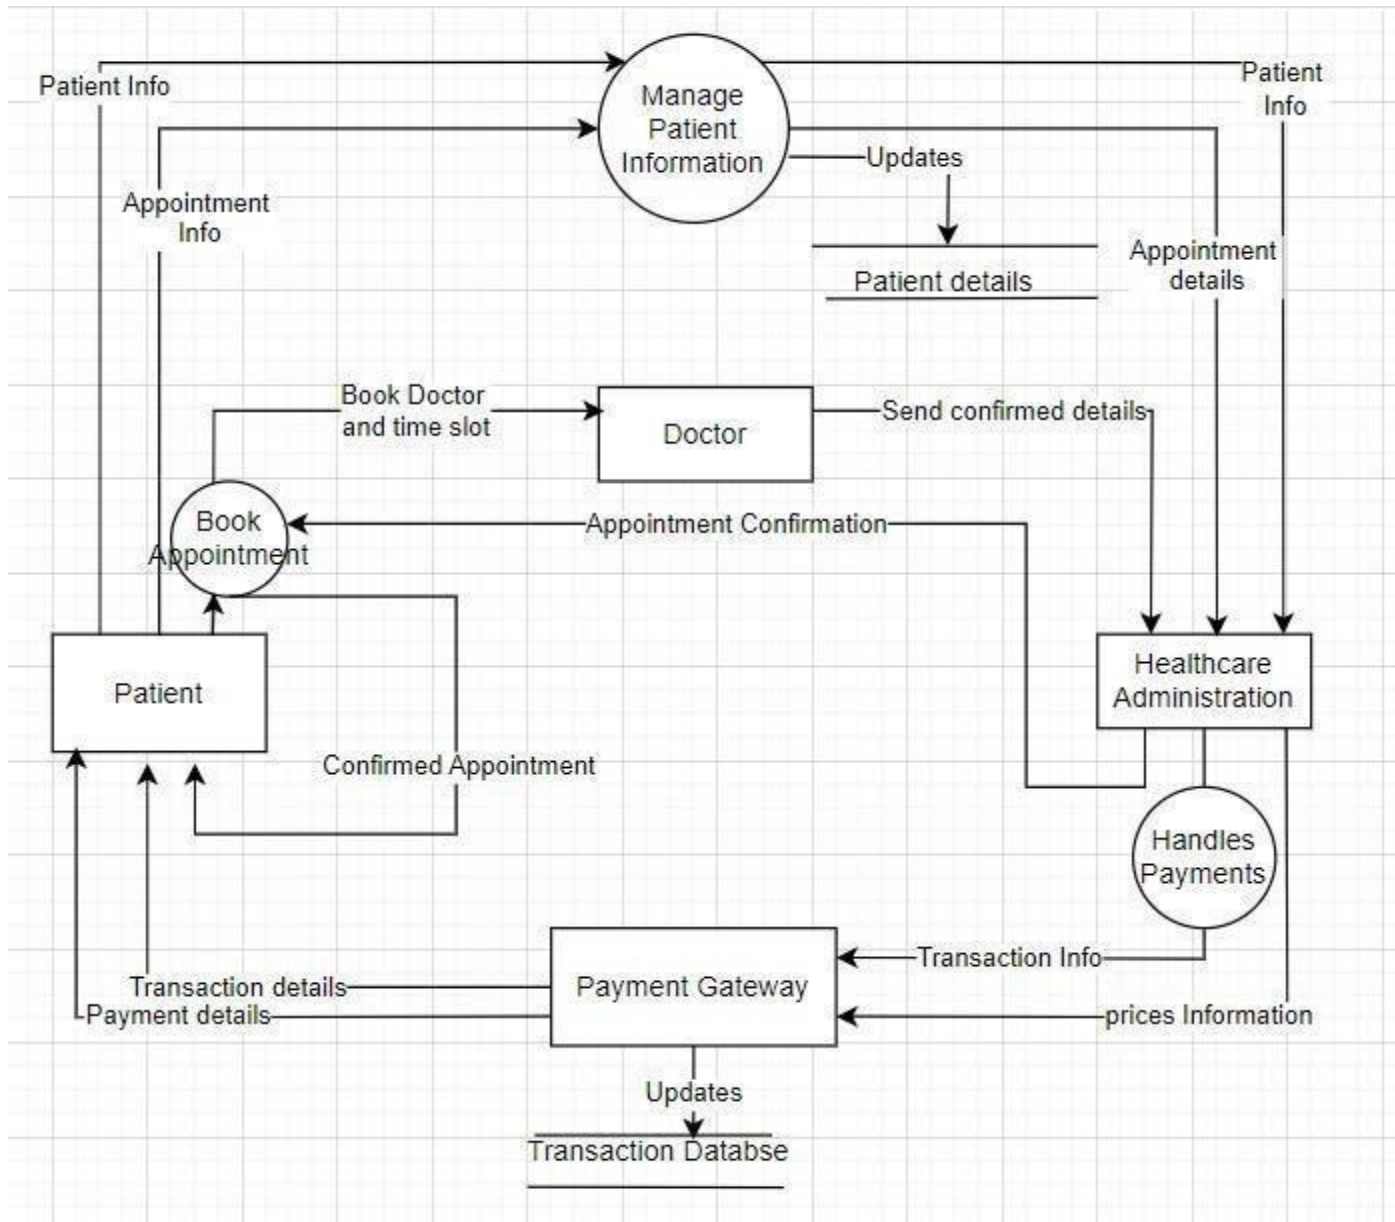 Patient Info
Manage
Patient
Information
Patient
Info
Updates
Appointment
Info
Appointment
details
Patient details
Book Doctor
and time slot
Doctor
Send confirmed details
Book
Appointment
Appointment Confirmation
Patient
Healthcare
Administration
Confirmed Appointment
Handles
Payments
Transaction Info
Transaction details
Payment Gateway
Payment details
prices Information
Updates
Transaction Databse